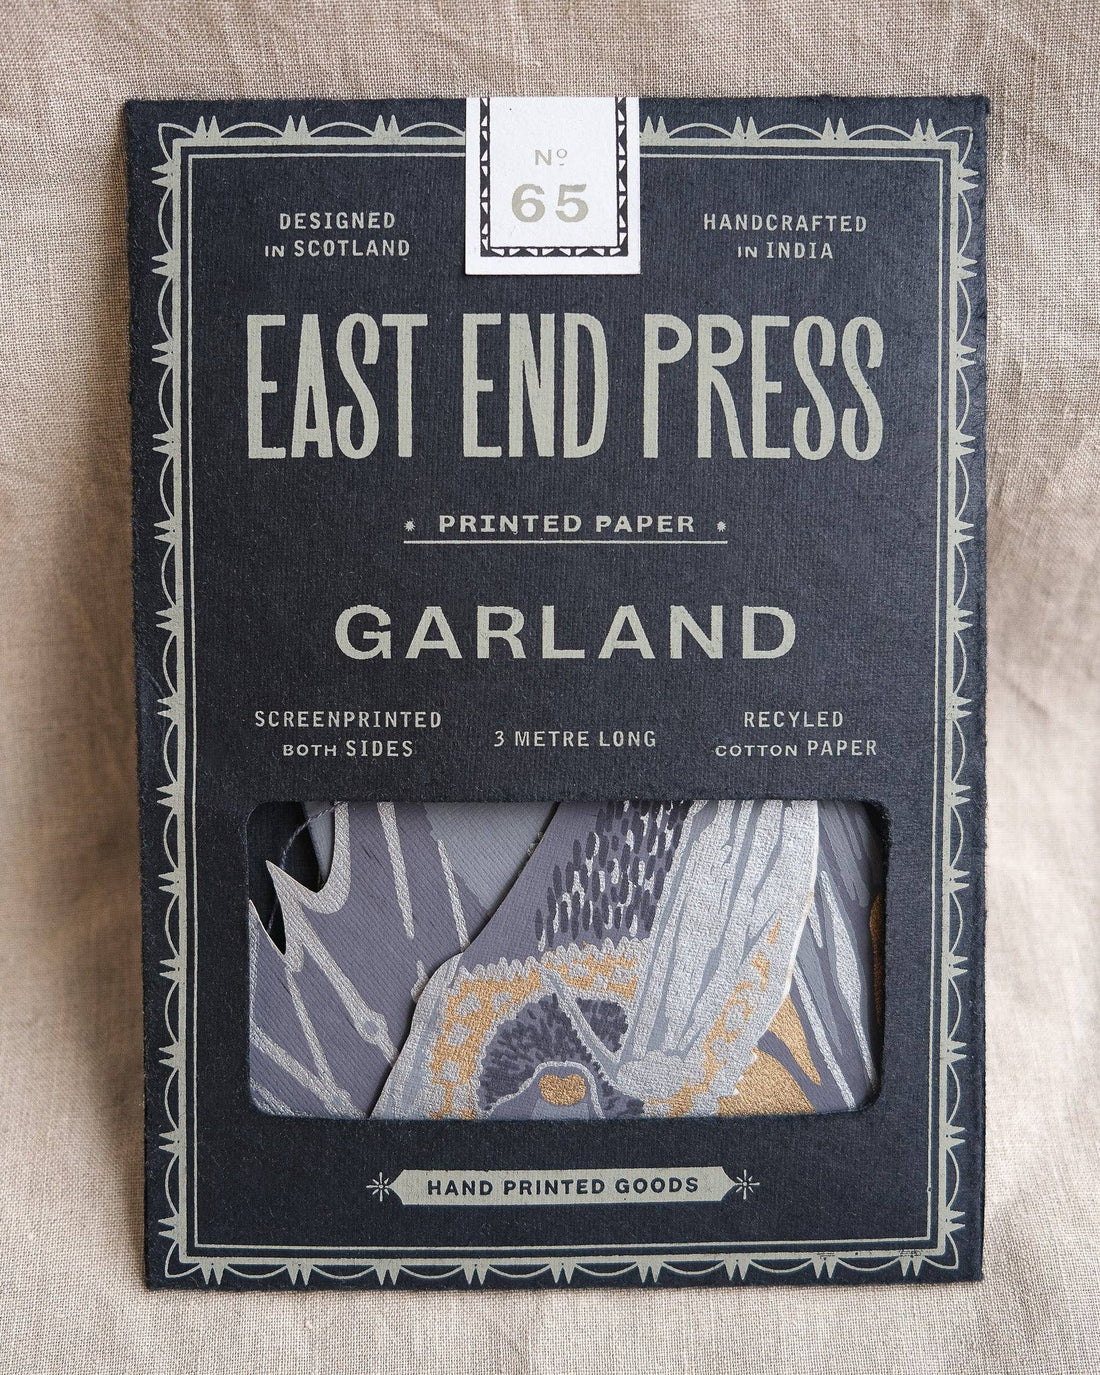 Nº
65
DESIGNED
IN SCOTLAND
HANDCRAFTED
IN INDIA
EAST END PRESS
PRINTED PAPER
GARLAND
SCREENPRINTED
BOTH SIDES
3 METRE LONG
RECYLED
COTTON PAPER
HAND PRINTED GOODS